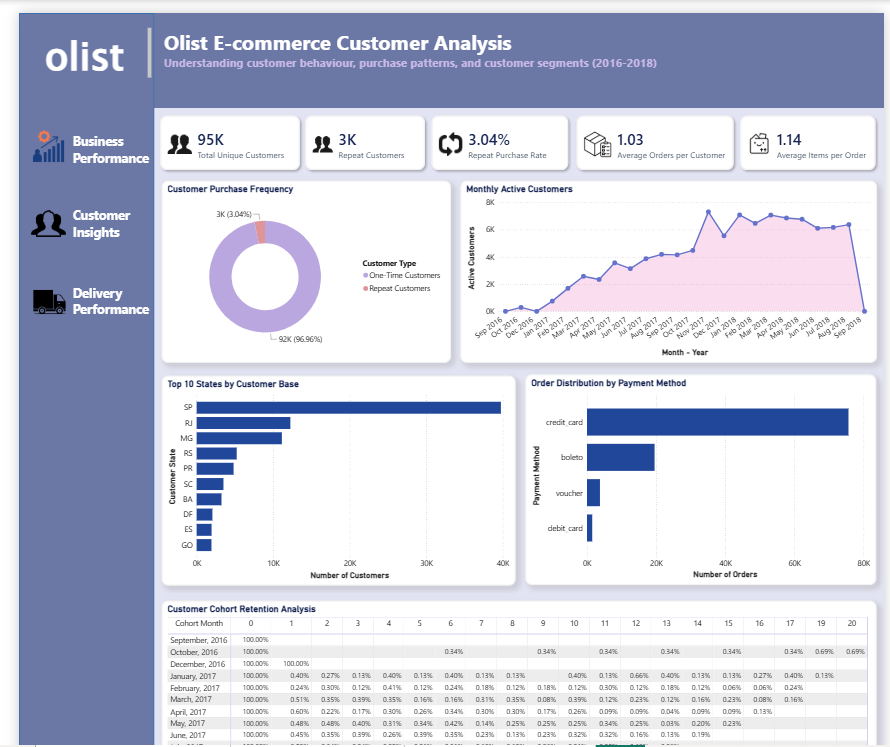 olist
Olist E-commerce Customer Analysis
Understanding customer behaviour, purchase patterns, and customer segments (2016-2018)
Business
Performance
Customer
Insights
Delivery
Performance
95K
Total Unique Customers
3K
Repeat Customers
3.04%
Repeat Purchase Rate
1.03
Average Orders per Customer
1.14
Average Items per Order
Customer Purchase Frequency
3K (3.04%)
92K (96.96%)
Customer Type
One-Time Customers
Repeat Customers
Monthly Active Customers
Active Customers
8K
6K
4K
2K
0K
Sep 2016
Oct 2016
Dec 2016
Jan 2017
Feb 2017
Mar 2017
Apr 2017
May 2017
Jun 2017
Jul 2017
Aug 2017
Sep 2017
Oct 2017
Nov 2017
Dec 2017
Jan 2018
Feb 2018
Mar 2018
Apr 2018
May 2018
Jun 2018
Jul 2018
Aug 2018
Sep 2018
Month - Year
Top 10 States by Customer Base
Customer State
SP
RJ
MG
RS
PR
SC
BA
DF
ES
GO
0K 10K 20K 30K 40K
Number of Customers
Order Distribution by Payment Method
Payment Method
credit_card
boleto
voucher
debit_card
0K 20K 40K 60K 80K
Number of Orders
Customer Cohort Retention Analysis
Cohort Month 0 1 2 3 4 5 6 7 8 9 10 11 12 13 14 15 16 17 19 20
September, 2016 100.00%
October, 2016 100.00% 0.34% 0.34% 0.34% 0.34% 0.34% 0.34% 0.69% 0.69%
December, 2016 100.00% 100.00%
January, 2017 100.00% 0.40% 0.27% 0.13% 0.40% 0.13% 0.40% 0.13% 0.13% 0.40% 0.13% 0.66% 0.40% 0.13% 0.13% 0.27% 0.40% 0.13%
February, 2017 100.00% 0.24% 0.30% 0.12% 0.41% 0.12% 0.24% 0.18% 0.12% 0.18% 0.12% 0.30% 0.12% 0.18% 0.12% 0.06% 0.06% 0.24%
March, 2017 100.00% 0.51% 0.35% 0.39% 0.35% 0.16% 0.16% 0.31% 0.35% 0.08% 0.39% 0.12% 0.23% 0.12% 0.16% 0.23% 0.08% 0.16%
April, 2017 100.00% 0.60% 0.22% 0.17% 0.30% 0.26% 0.34% 0.30% 0.30% 0.17% 0.26% 0.09% 0.09% 0.04% 0.09% 0.09% 0.13%
May, 2017 100.00% 0.48% 0.48% 0.40% 0.31% 0.34% 0.42% 0.14% 0.25% 0.25% 0.25% 0.34% 0.25% 0.03% 0.20% 0.23%
June, 2017 100.00% 0.45% 0.35% 0.39% 0.26% 0.39% 0.35% 0.23% 0.13% 0.23% 0.32% 0.32% 0.16% 0.13% 0.19%